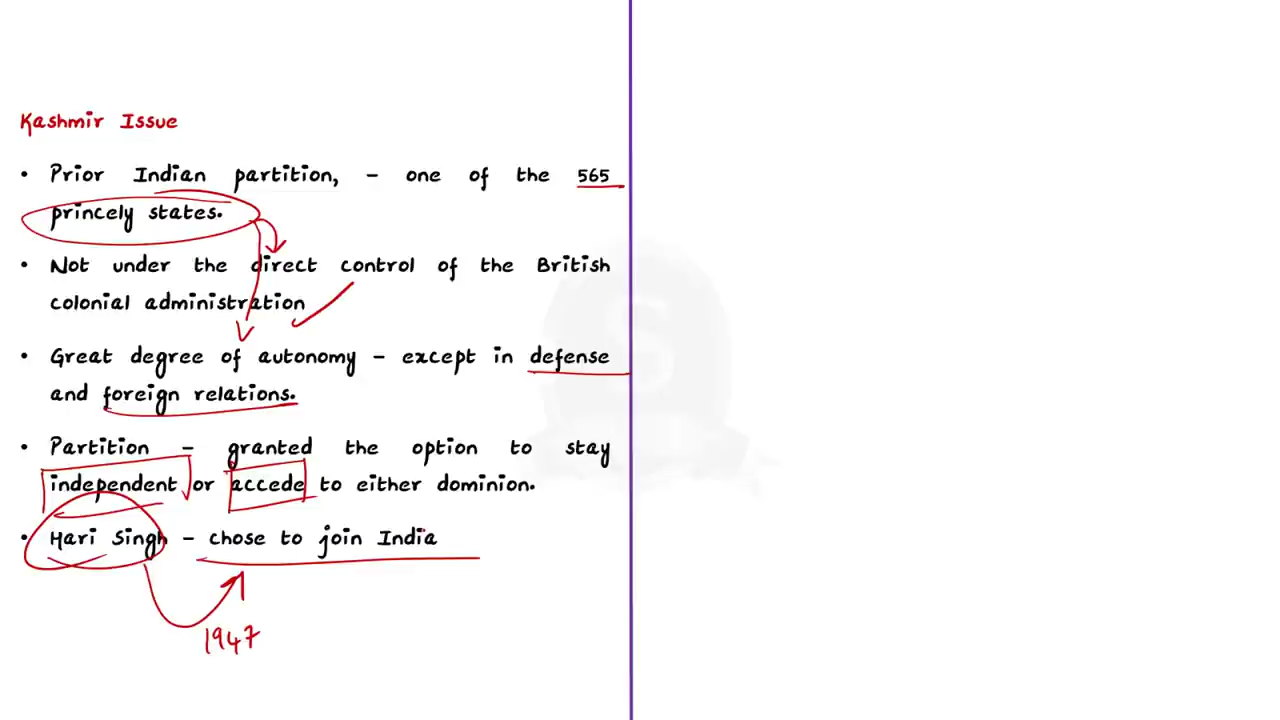 Kashmir Issue
• Prior Indian partition, - one of the 565
princely states.
• Not under the direct control of the British
colonial administration
• Great degree of autonomy - except in defense
and foreign relations.
• Partition - granted the option to stay
independent or accede to either dominion.
• Hari Singh - chose to join India
1947